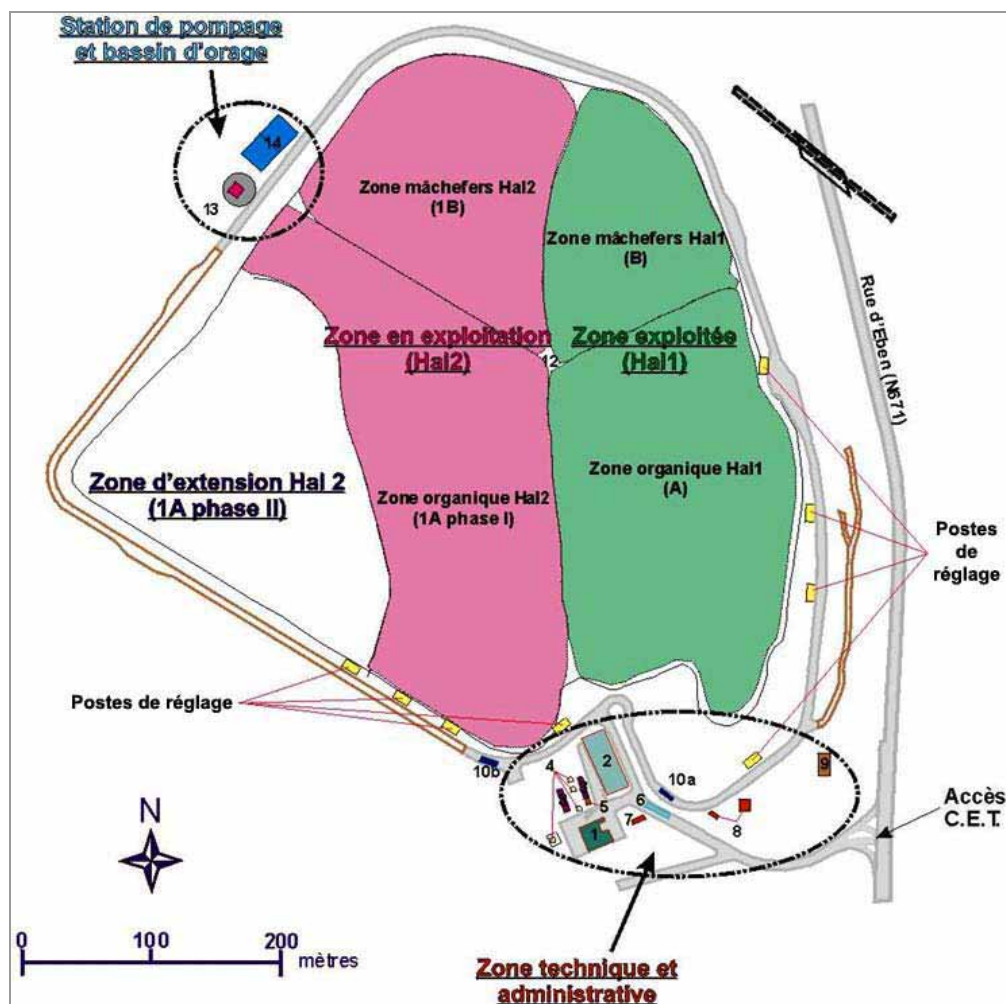 Station de pompage
et bassin d'orage
14
13
Zone mâchefers Hal2
(1B)
Zone mâchefers Hal1
(B)
Rue d'Eben (N671)
Zone en exploitation
(Hal2)
Zone exploitée
(Hal1)
12
Zone d'extension Hal 2
(1A phase II)
Zone organique Hal2
(1A phase I)
Zone organique Hal1
(A)
Postes
de
réglage
Postes de réglage
10b
4
2
10a
9
5
6
7
8
1
Accès
C.E.T.
N
0
100
200
mètres
Zone technique et
administrative